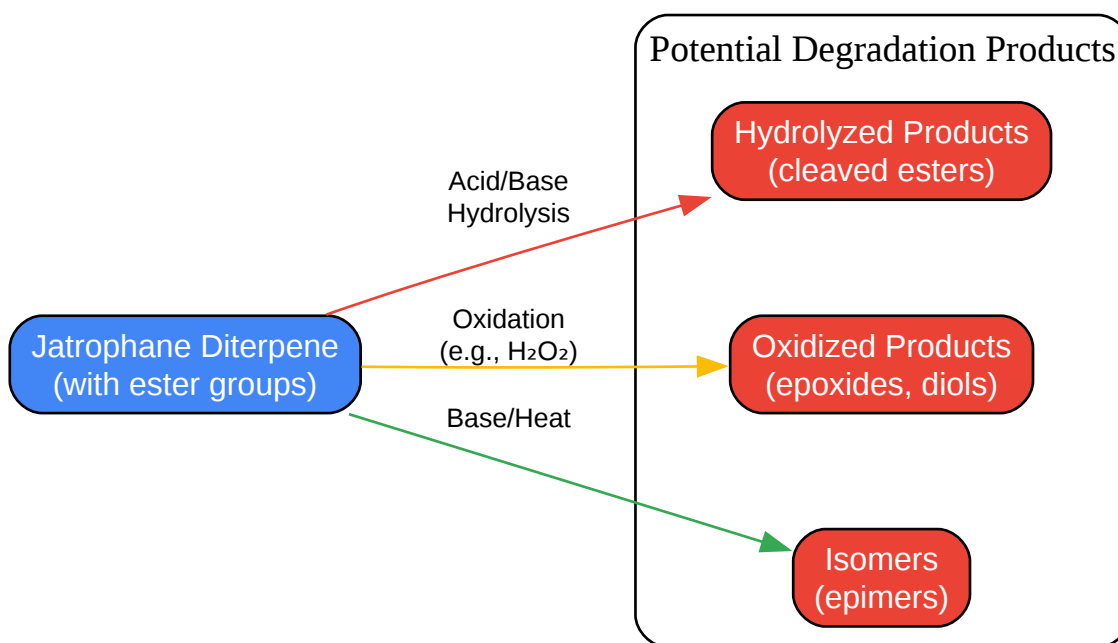 Potential Degradation Products
Hydrolyzed Products
(cleaved esters)
Acid/Base
Hydrolysis
Jatrophane Diterpene
(with ester groups)
Oxidation
(e.g., H₂O₂)
Oxidized Products
(epoxides, diols)
Base/Heat
Isomers
(epimers)